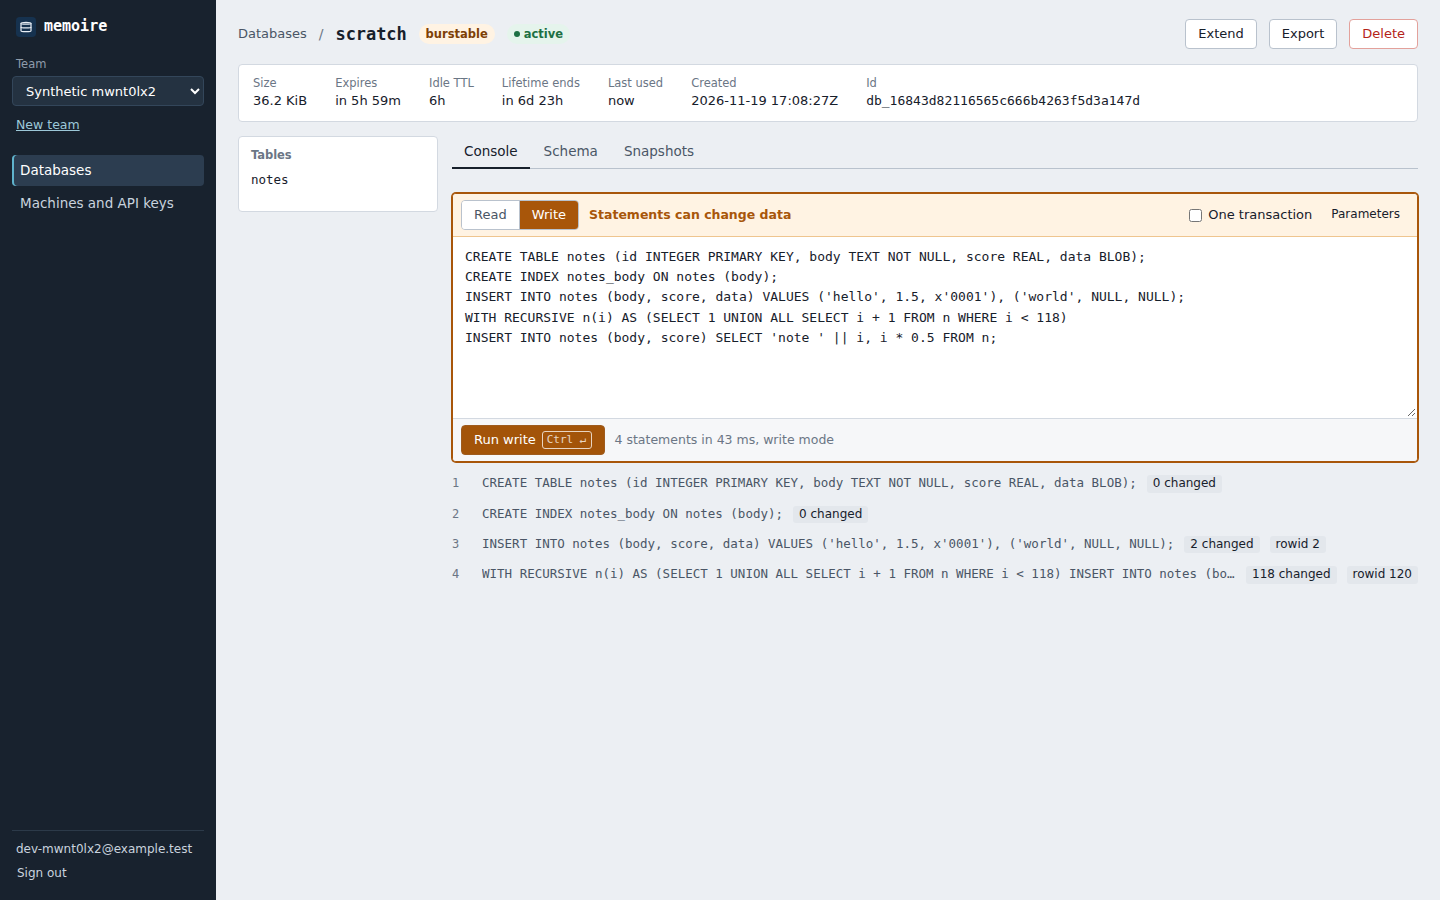 memoire
Team
Synthetic mwnt0lx2
New team
Databases
Machines and API keys
dev-mwnt0lx2@example.test
Sign out
Databases / scratch burstable active
Extend Export Delete
Size Expires Idle TTL Lifetime ends Last used Created Id
36.2 KiB in 5h 59m 6h in 6d 23h now 2026-11-19 17:08:27Z db_16843d82116565c666b4263f5d3a147d
Tables
notes
Console Schema Snapshots
Read Write Statements can change data One transaction Parameters
CREATE TABLE notes (id INTEGER PRIMARY KEY, body TEXT NOT NULL, score REAL, data BLOB);
CREATE INDEX notes_body ON notes (body);
INSERT INTO notes (body, score, data) VALUES ('hello', 1.5, x'0001'), ('world', NULL, NULL);
WITH RECURSIVE n(i) AS (SELECT 1 UNION ALL SELECT i + 1 FROM n WHERE i < 118)
INSERT INTO notes (body, score) SELECT 'note ' || i, i * 0.5 FROM n;
Run write Ctrl ↵ 4 statements in 43 ms, write mode
1 CREATE TABLE notes (id INTEGER PRIMARY KEY, body TEXT NOT NULL, score REAL, data BLOB); 0 changed
2 CREATE INDEX notes_body ON notes (body); 0 changed
3 INSERT INTO notes (body, score, data) VALUES ('hello', 1.5, x'0001'), ('world', NULL, NULL); 2 changed rowid 2
4 WITH RECURSIVE n(i) AS (SELECT 1 UNION ALL SELECT i + 1 FROM n WHERE i < 118) INSERT INTO notes (bo… 118 changed rowid 120